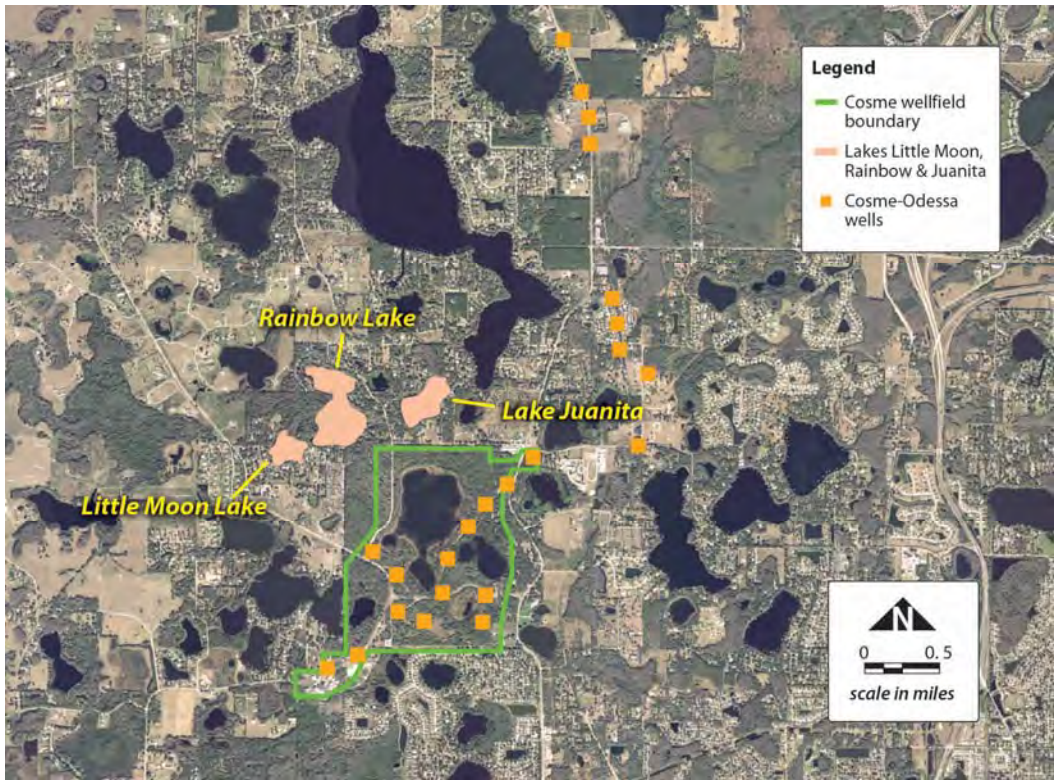 Legend
Cosme wellfield
boundary
Lakes Little Moon,
Rainbow & Juanita
Cosme-Odessa
wells
Rainbow Lake
Lake Juanita
Little Moon Lake
N
0 0.5
scale in miles